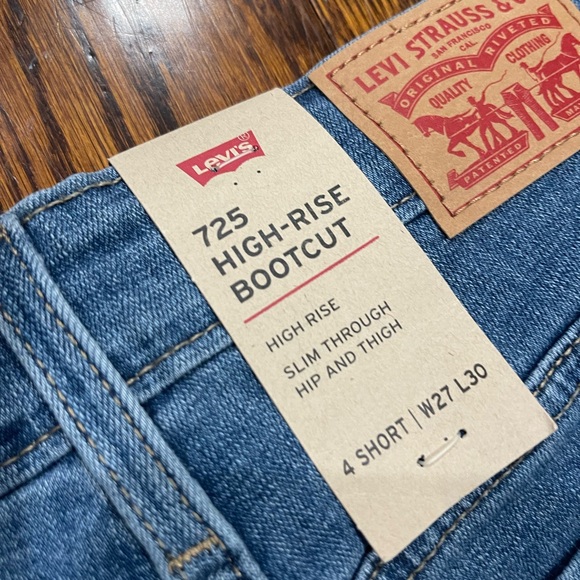 Levi's®
725
HIGH-RISE
BOOTCUT
HIGH RISE
SLIM THROUGH
HIP AND THIGH
4 SHORT | W27 L30
LEVI STRAUSS &
SAN FRANCISCO
CAL
ORIGINAL RIVETED
QUALITY CLOTHING
PATENTED